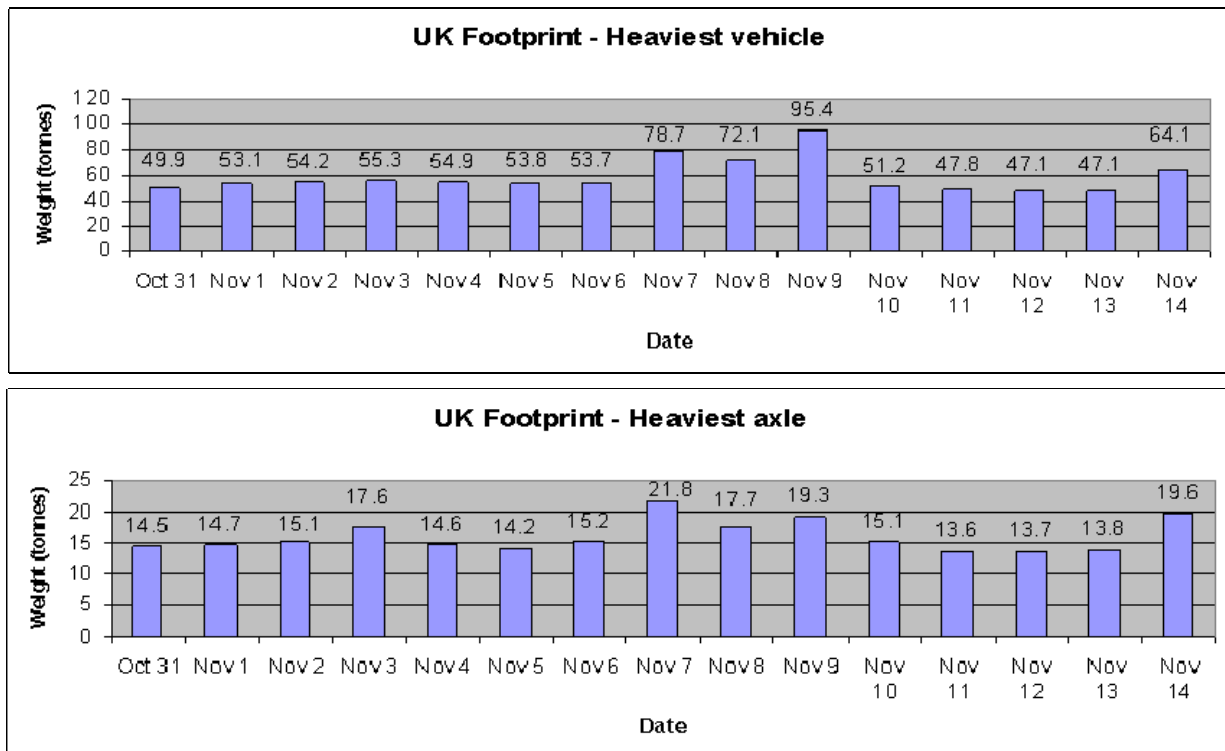 UK Footprint - Heaviest vehicle
Weight (tonnes)
120
100
80
60
40
20
0
49.9 53.1 54.2 55.3 54.9 53.8 53.7 78.7 72.1 95.4 51.2 47.8 47.1 47.1 64.1
Oct 31 Nov 1 Nov 2 Nov 3 Nov 4 Nov 5 Nov 6 Nov 7 Nov 8 Nov 9 Nov Nov Nov Nov Nov
10 11 12 13 14
Date
UK Footprint - Heaviest axle
Weight (tonnes)
25
20
15
10
5
0
14.5 14.7 15.1 17.6 14.6 14.2 15.2 21.8 17.7 19.3 15.1 13.6 13.7 13.8 19.6
Oct 31 Nov 1 Nov 2 Nov 3 Nov 4 Nov 5 Nov 6 Nov 7 Nov 8 Nov 9 Nov Nov Nov Nov Nov
10 11 12 13 14
Date